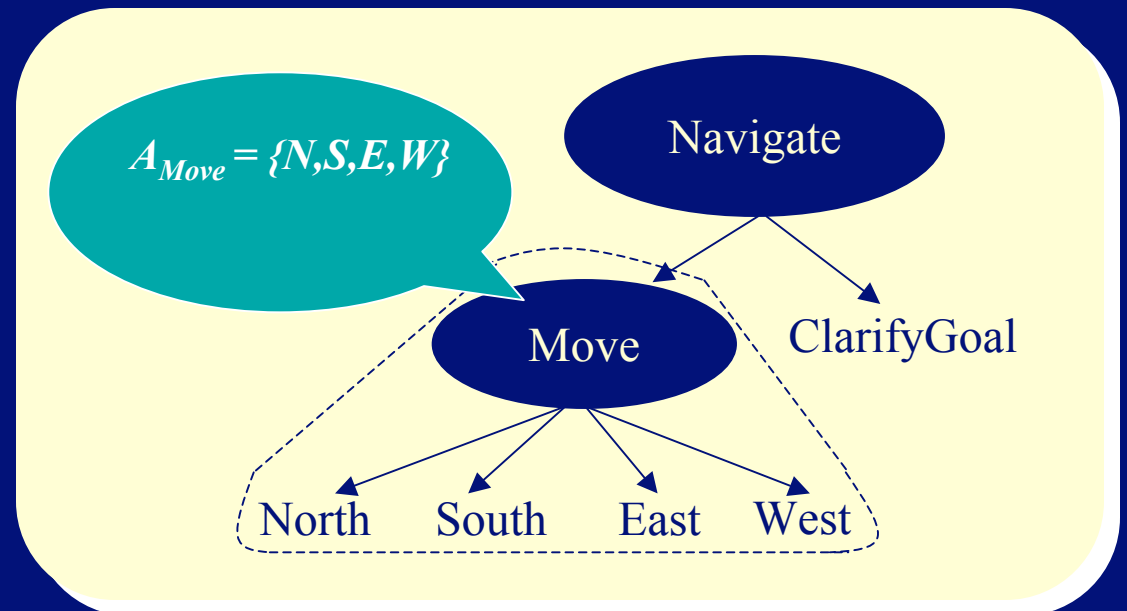 Navigate
A_Move = {N,S,E,W}
Move
ClarifyGoal
North South East West